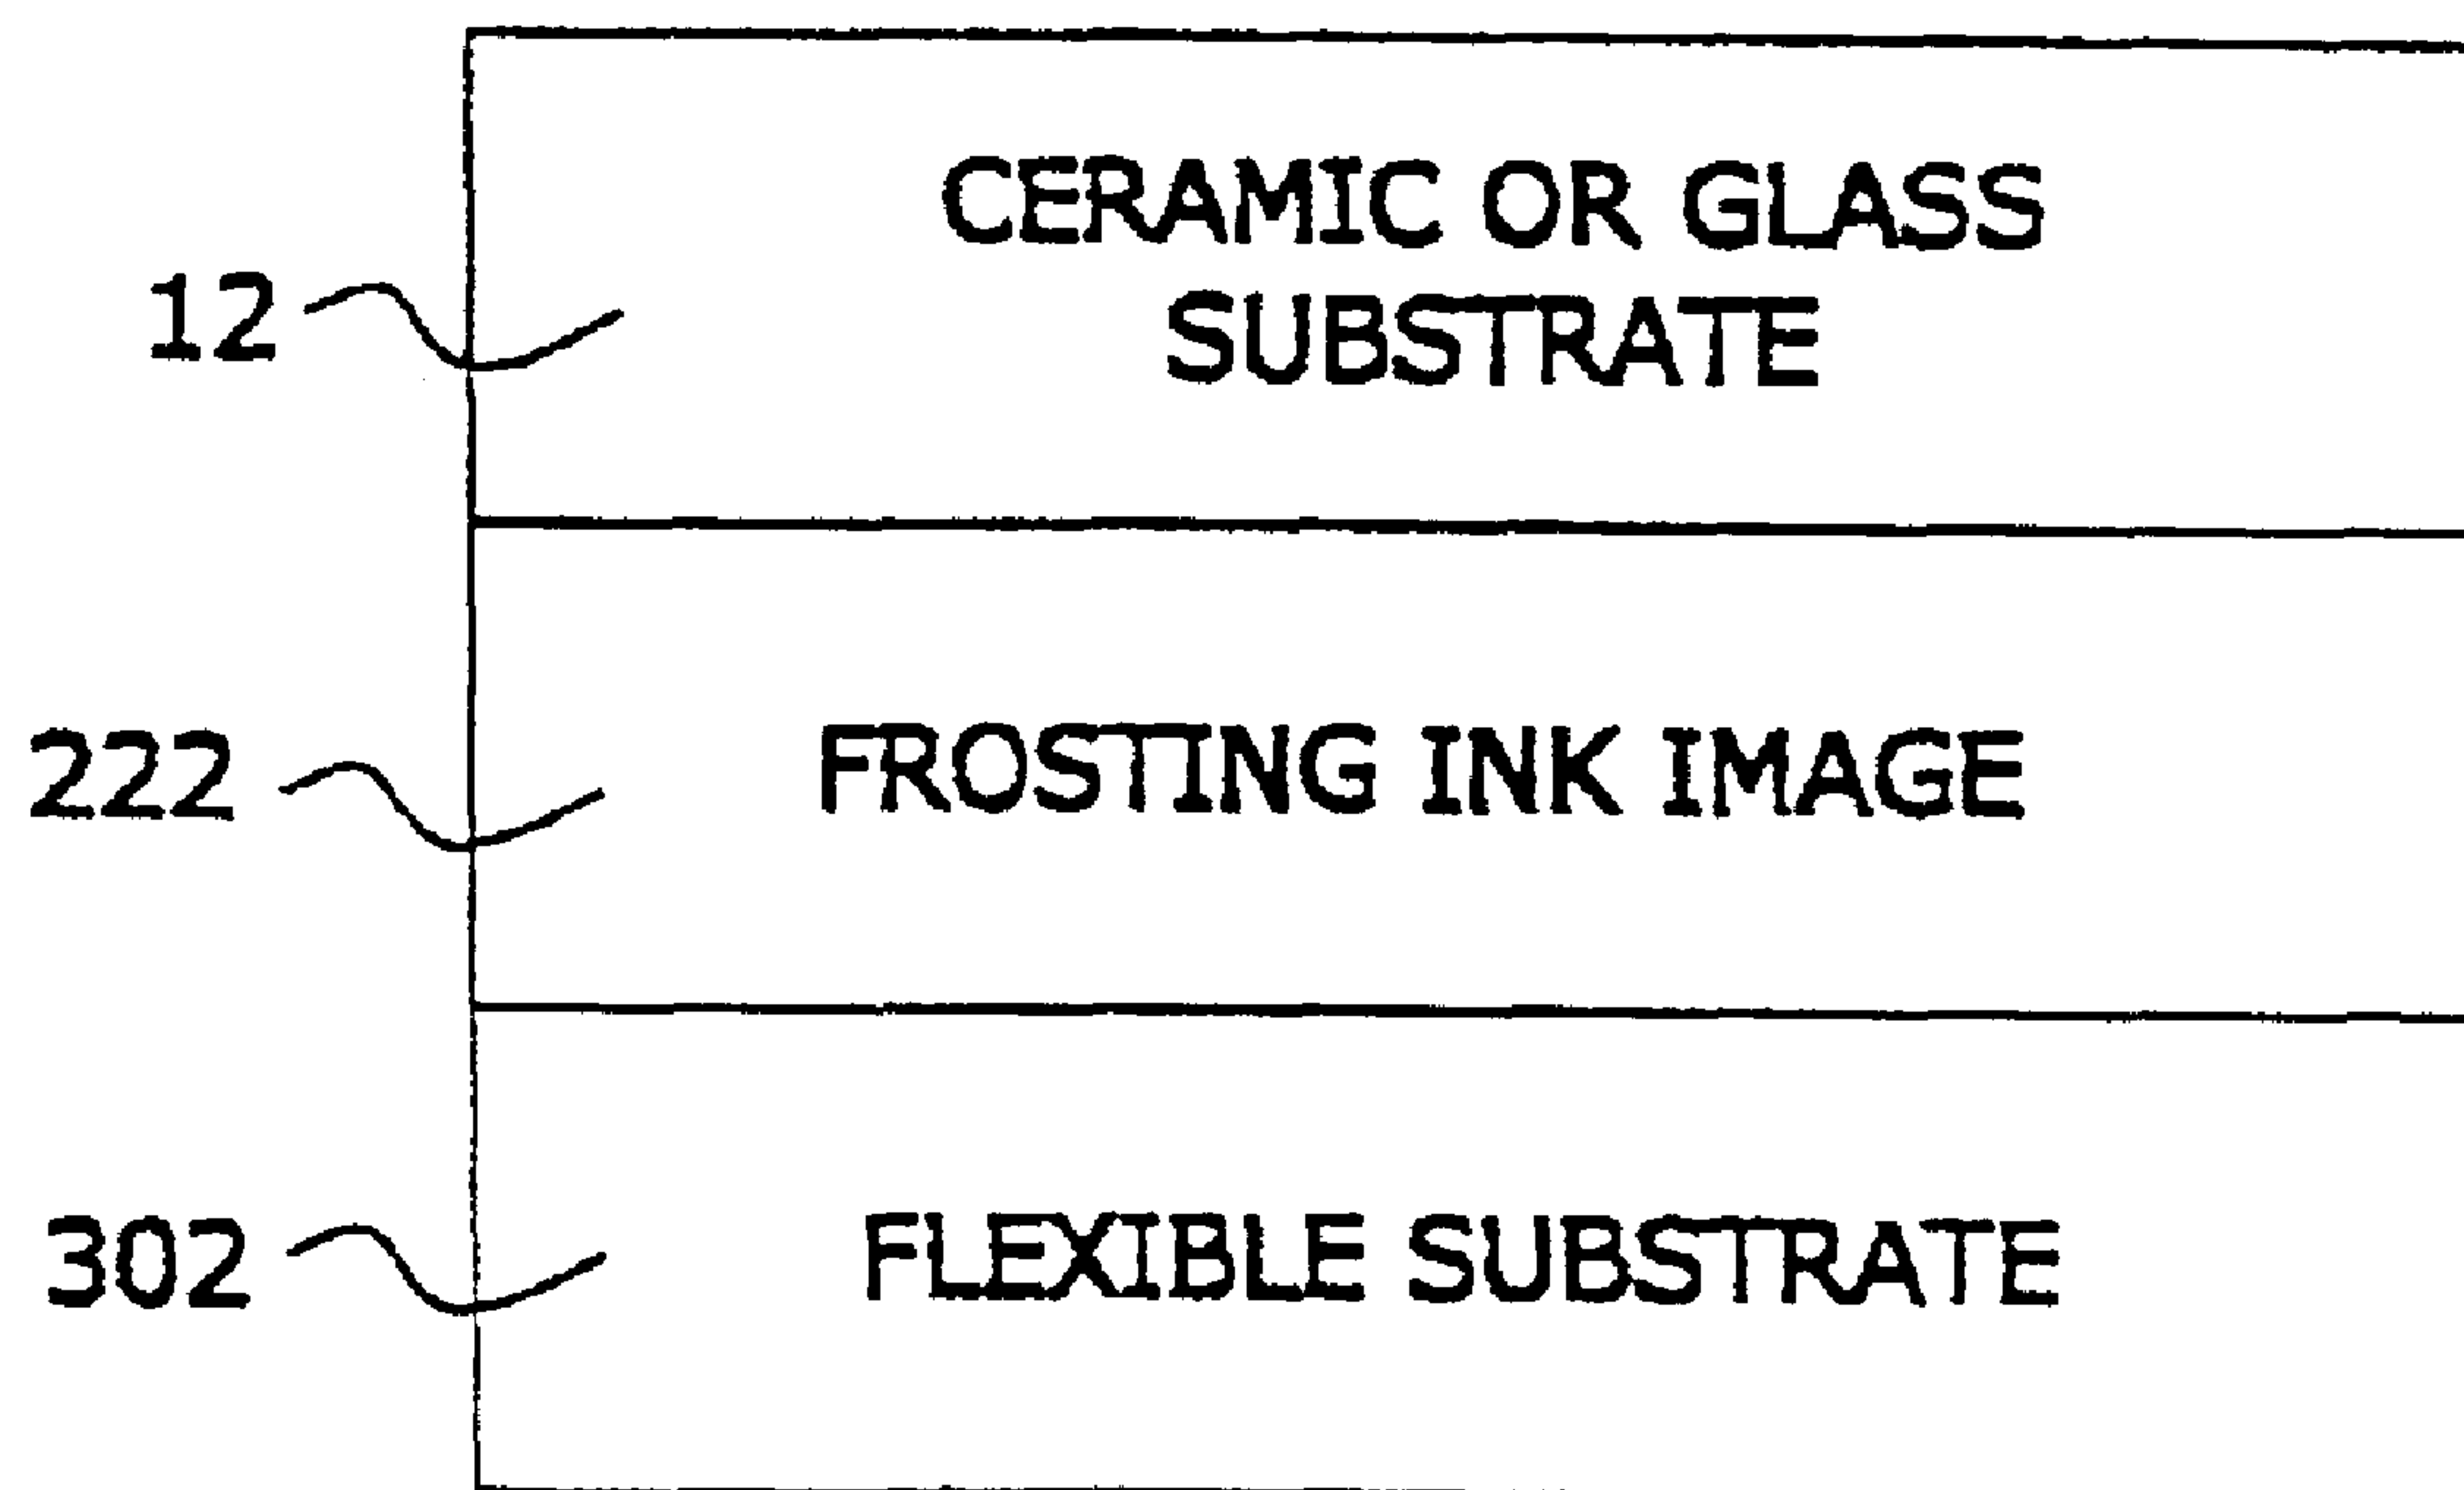 CERAMIC OR GLASS
SUBSTRATE
12
FROSTING INK IMAGE
222
FLEXIBLE SUBSTRATE
302